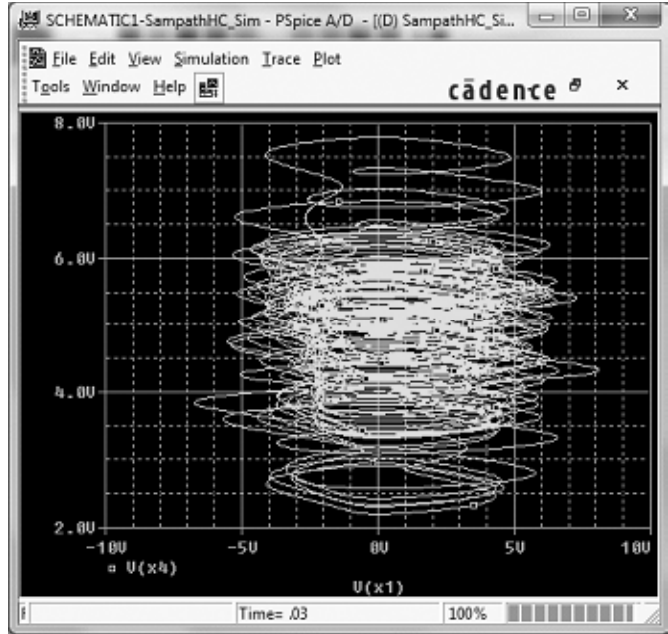 SCHEMATIC1-SampathHC_Sim - PSpice A/D - [(D) SampathHC_Si...
File Edit View Simulation Trace Plot
Tools Window Help
cādence
8.0V
6.0V
4.0V
2.0V
-10V -5V 0V 5V 10V
V(x4)
V(x1)
Time= .03 100%